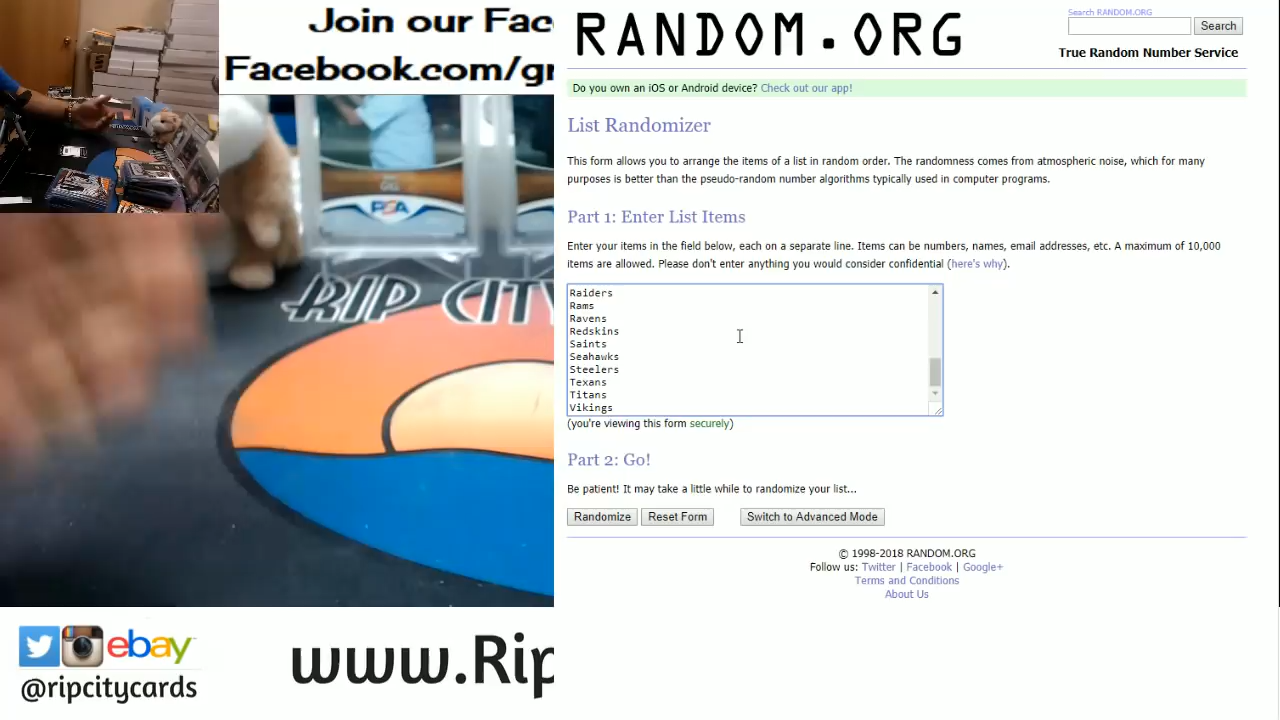 Join our Fac
Facebook.com/gr
PSA
RIP CITY
@ripcitycards
ebay
www.Rip
RANDOM.ORG
Search RANDOM.ORG
Search
True Random Number Service
Do you own an iOS or Android device? Check out our app!
List Randomizer
This form allows you to arrange the items of a list in random order. The randomness comes from atmospheric noise, which for many
purposes is better than the pseudo-random number algorithms typically used in computer programs.
Part 1: Enter List Items
Enter your items in the field below, each on a separate line. Items can be numbers, names, email addresses, etc. A maximum of 10,000
items are allowed. Please don't enter anything you would consider confidential (here's why).
Raiders
Rams
Ravens
Redskins
Saints
Seahawks
Steelers
Texans
Titans
Vikings
(you're viewing this form securely)
Part 2: Go!
Be patient! It may take a little while to randomize your list...
Randomize Reset Form Switch to Advanced Mode
© 1998-2018 RANDOM.ORG
Follow us: Twitter | Facebook | Google+
Terms and Conditions
About Us